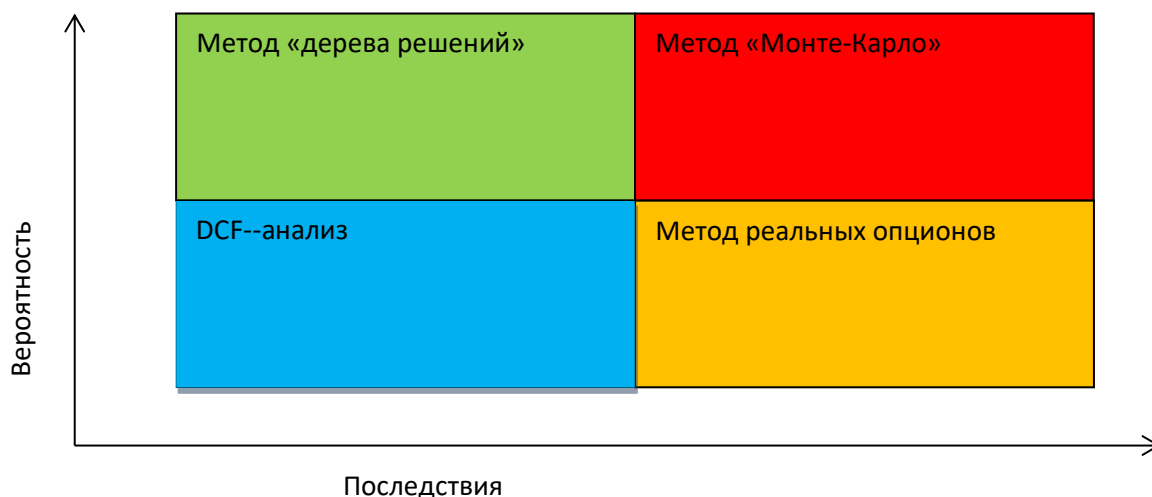 Метод «дерева решений»
Метод «Монте-Карло»
DCF--анализ
Метод реальных опционов
Вероятность
Последствия